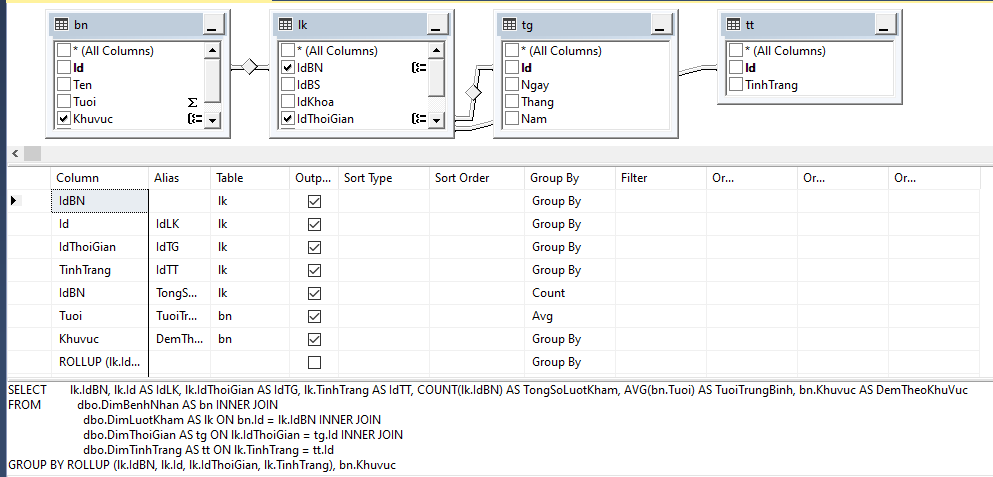 bn
* (All Columns)
Id
Ten
Tuoi
Khuvuc
lk
* (All Columns)
IdBN
IdBS
IdKhoa
IdThoiGian
tg
* (All Columns)
Id
Ngay
Thang
Nam
tt
* (All Columns)
Id
TinhTrang
Column Alias Table Outp... Sort Type Sort Order Group By Filter Or... Or... Or...
IdBN lk Group By
Id IdLK lk Group By
IdThoiGian IdTG lk Group By
TinhTrang IdTT lk Group By
IdBN TongS... lk Count
Tuoi TuoiTr... bn Avg
Khuvuc DemTh... bn Group By
ROLLUP (lk.Id... Group By
SELECT lk.IdBN, lk.Id AS IdLK, lk.IdThoiGian AS IdTG, lk.TinhTrang AS IdTT, COUNT(lk.IdBN) AS TongSoLuotKham, AVG(bn.Tuoi) AS TuoiTrungBinh, bn.Khuvuc AS DemTheoKhuVuc
FROM dbo.DimBenhNhan AS bn INNER JOIN
dbo.DimLuotKham AS lk ON bn.Id = lk.IdBN INNER JOIN
dbo.DimThoiGian AS tg ON lk.IdThoiGian = tg.Id INNER JOIN
dbo.DimTinhTrang AS tt ON lk.TinhTrang = tt.Id
GROUP BY ROLLUP (lk.IdBN, lk.Id, lk.IdThoiGian, lk.TinhTrang), bn.Khuvuc